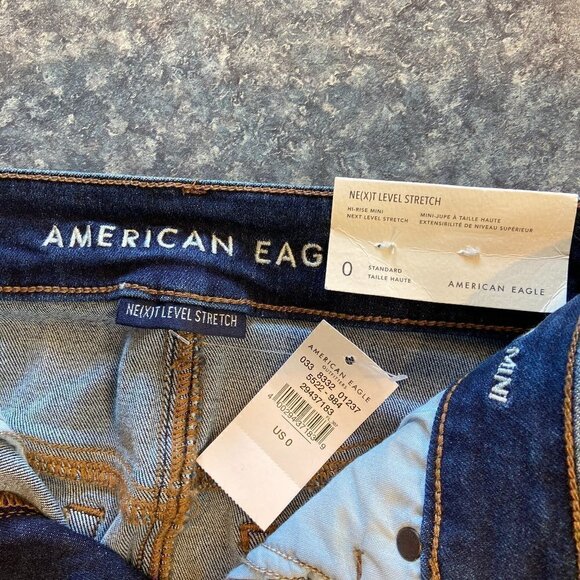 AMERICAN EAG
NE(X)T LEVEL STRETCH
NE(X)T LEVEL STRETCH
HI-RISE MINI
NEXT LEVEL STRETCH
MINI-JUPE À TAILLE HAUTE
EXTENSIBILITÉ DE NIVEAU SUPÉRIEUR
0
STANDARD
TAILLE HAUTE
AMERICAN EAGLE
MINI
AMERICAN EAGLE
OUTFITTERS
033 8332 01237
5522-984
29437183
US 0